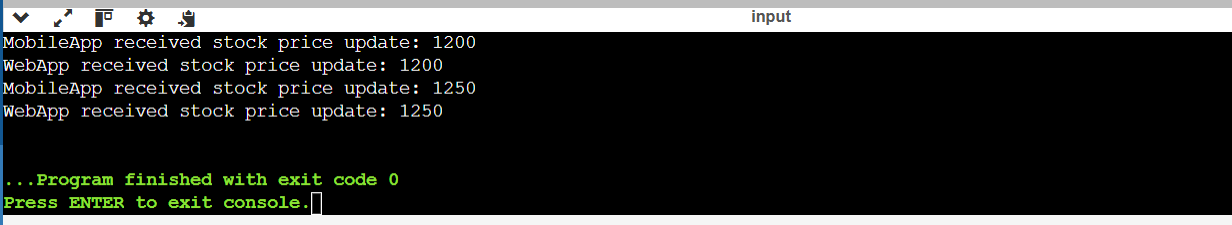 input
MobileApp received stock price update: 1200
WebApp received stock price update: 1200
MobileApp received stock price update: 1250
WebApp received stock price update: 1250
...Program finished with exit code 0
Press ENTER to exit console.